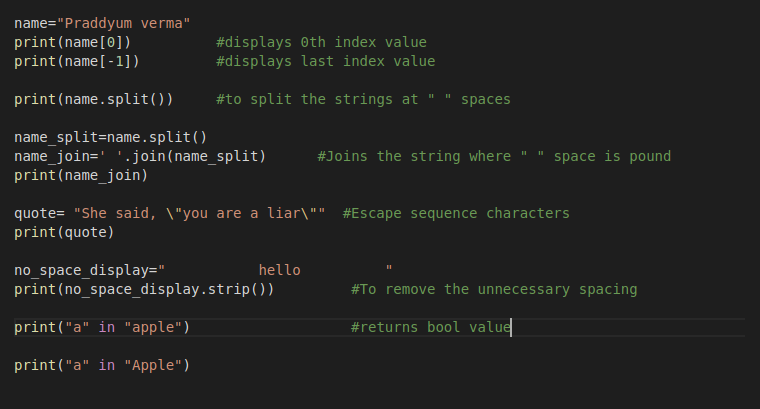 name="Praddyum verma"
print(name[0])          #displays 0th index value
print(name[-1])         #displays last index value
print(name.split())     #to split the strings at " " spaces
name_split=name.split()
name_join=' '.join(name_split)      #Joins the string where " " space is pound
print(name_join)
quote= "She said, \"you are a liar\""  #Escape sequence characters
print(quote)
no_space_display="           hello          "
print(no_space_display.strip())         #To remove the unnecessary spacing
print("a" in "apple")                   #returns bool value
print("a" in "Apple")